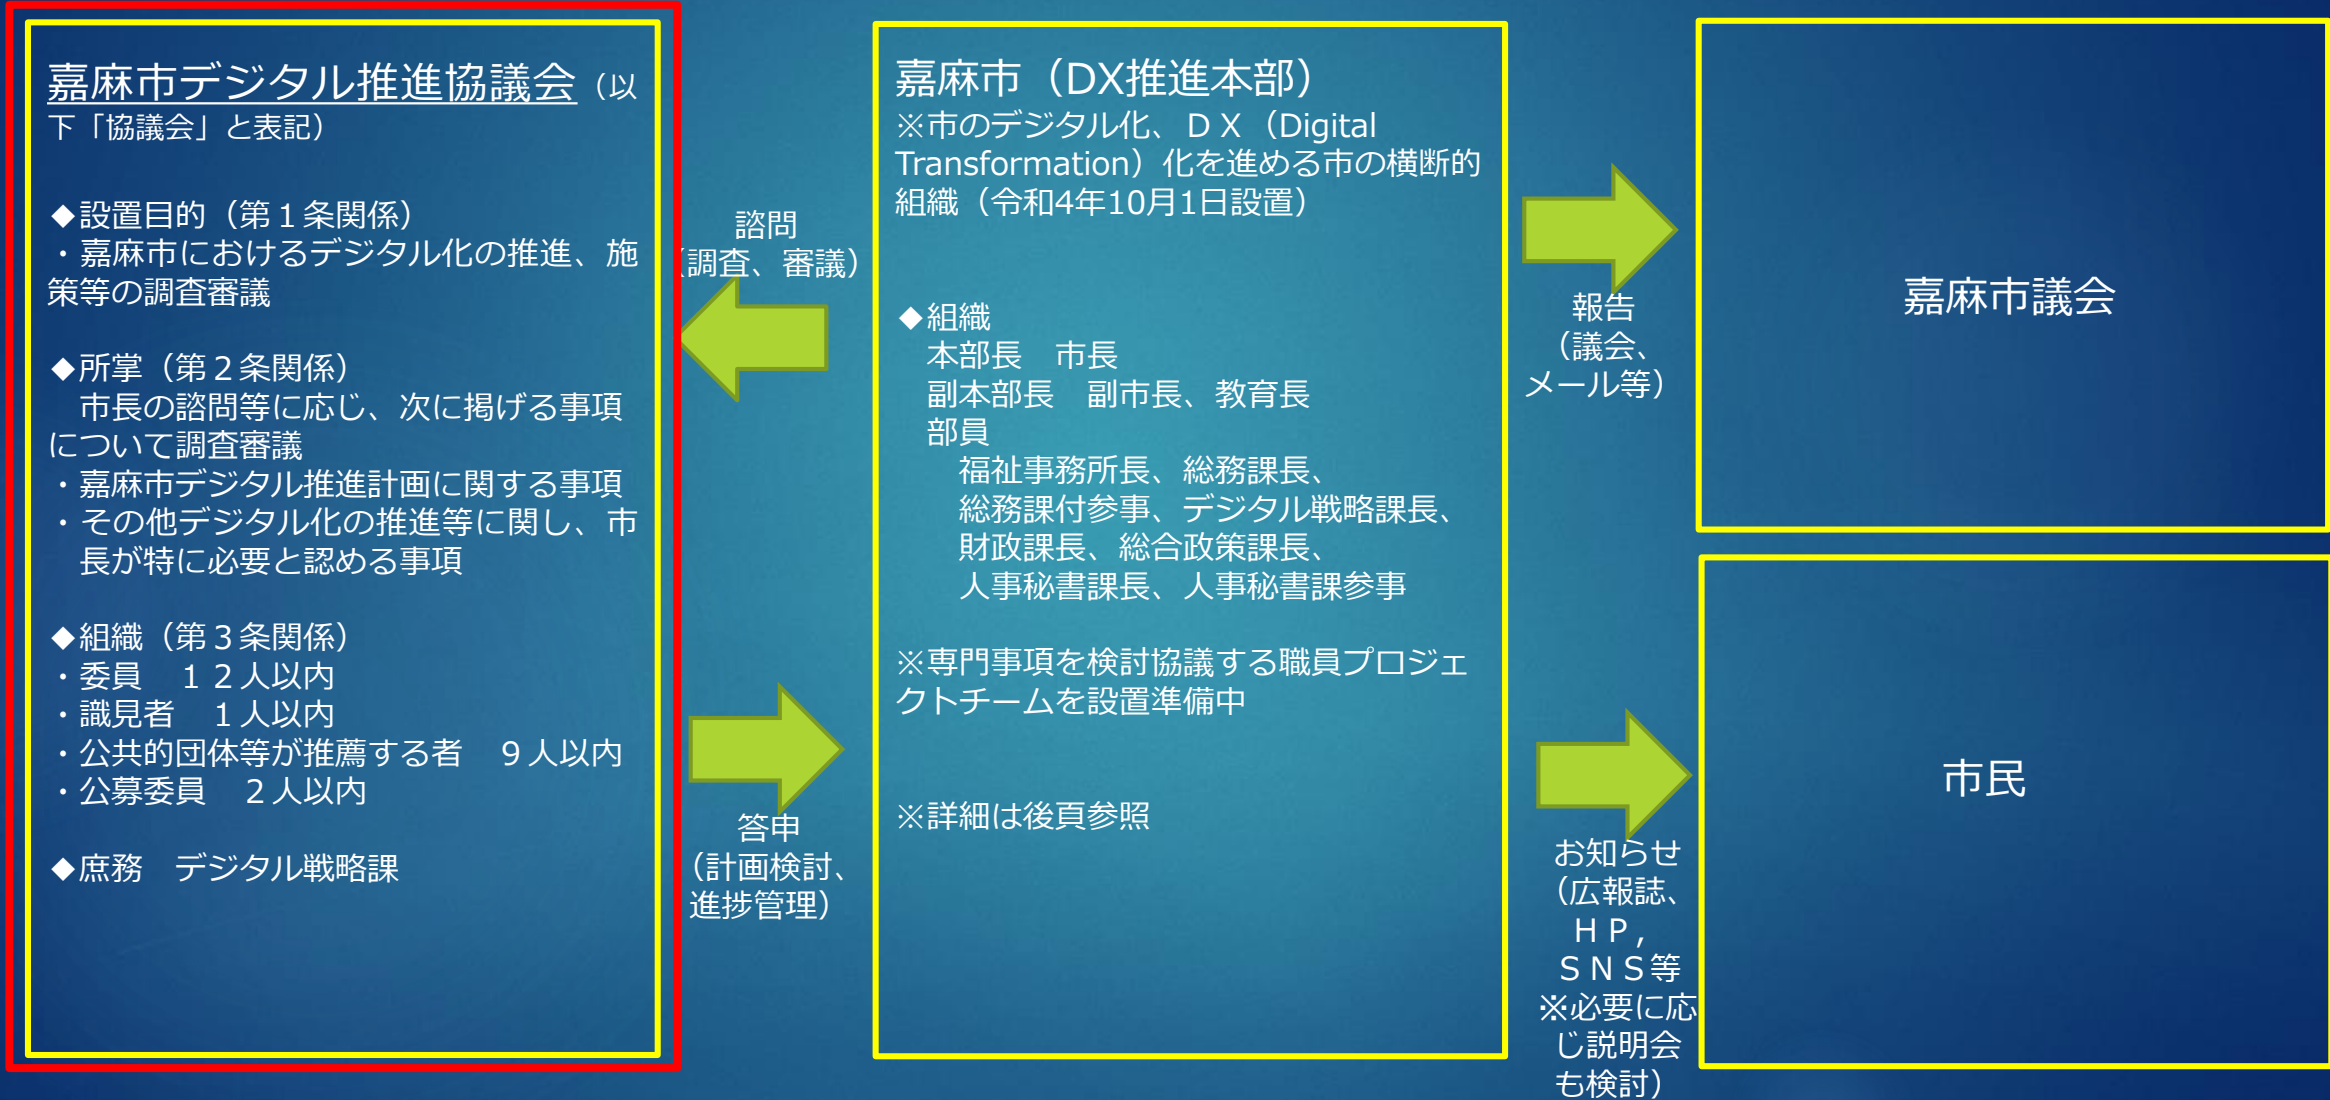 嘉麻市デジタル推進協議会（以
下「協議会」と表記）
◆設置目的（第１条関係）
・嘉麻市におけるデジタル化の推進、施
策等の調査審議
◆所掌（第２条関係）
市長の諮問等に応じ、次に掲げる事項
について調査審議
・嘉麻市デジタル推進計画に関する事項
・その他デジタル化の推進等に関し、市
長が特に必要と認める事項
◆組織（第３条関係）
・委員　１２人以内
・識見者　１人以内
・公共的団体等が推薦する者　９人以内
・公募委員　２人以内
◆庶務　デジタル戦略課
諮問
（調査、審議）
答申
（計画検討、
進捗管理）
嘉麻市（DX推進本部）
※市のデジタル化、ＤＸ（Digital
Transformation）化を進める市の横断的
組織（令和4年10月1日設置）
◆組織
本部長　市長
副本部長　副市長、教育長
部員
福祉事務所長、総務課長、
総務課付参事、デジタル戦略課長、
財政課長、総合政策課長、
人事秘書課長、人事秘書課参事
※専門事項を検討協議する職員プロジェ
クトチームを設置準備中
※詳細は後頁参照
報告
（議会、
メール等）
お知らせ
（広報誌、
ＨＰ，
ＳＮＳ等
※必要に応
じ説明会
も検討）
嘉麻市議会
市民